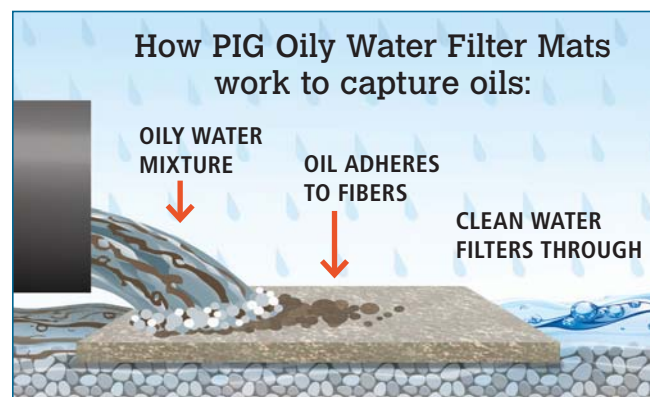 How PIG Oily Water Filter Mats
work to capture oils:
OILY WATER
MIXTURE
OIL ADHERES
TO FIBERS
CLEAN WATER
FILTERS THROUGH